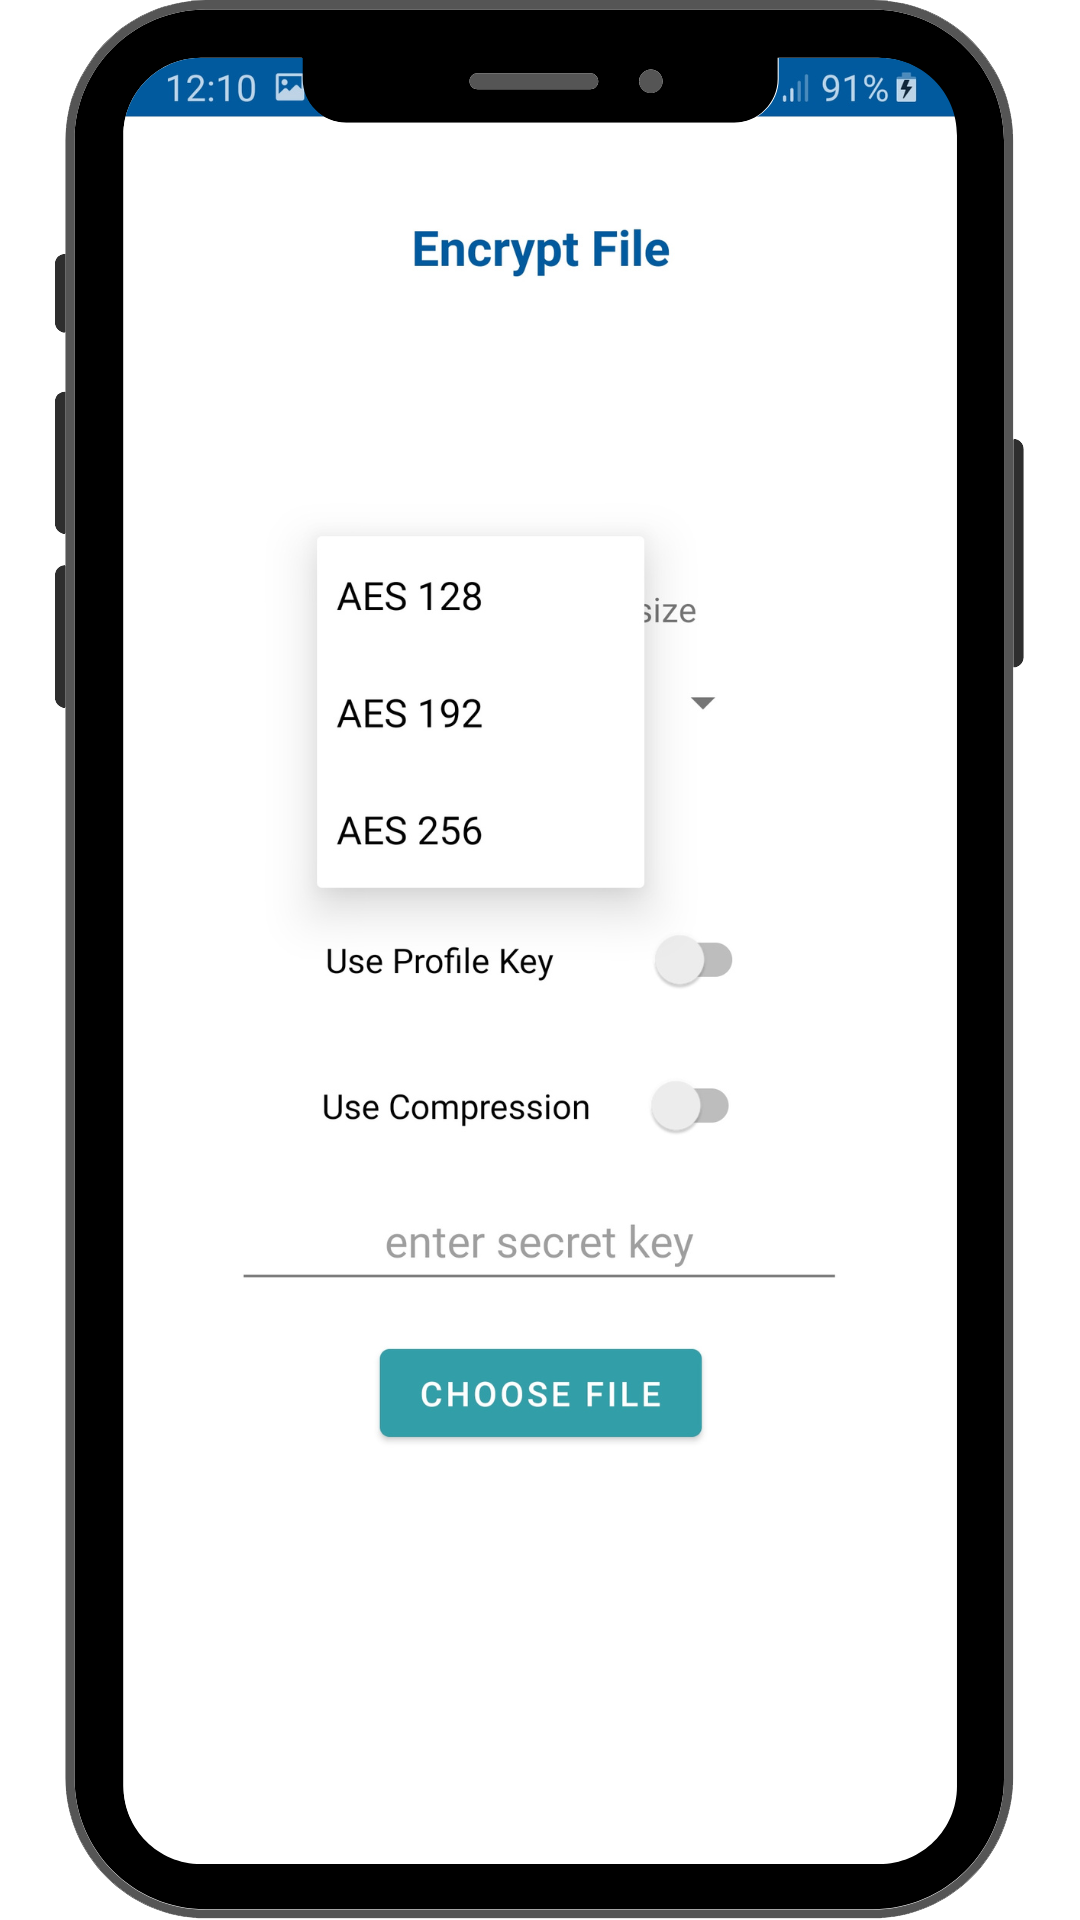 12:10 91%
Encrypt File
AES 128
size
AES 192
AES 256
Use Profile Key
Use Compression
enter secret key
CHOOSE FILE